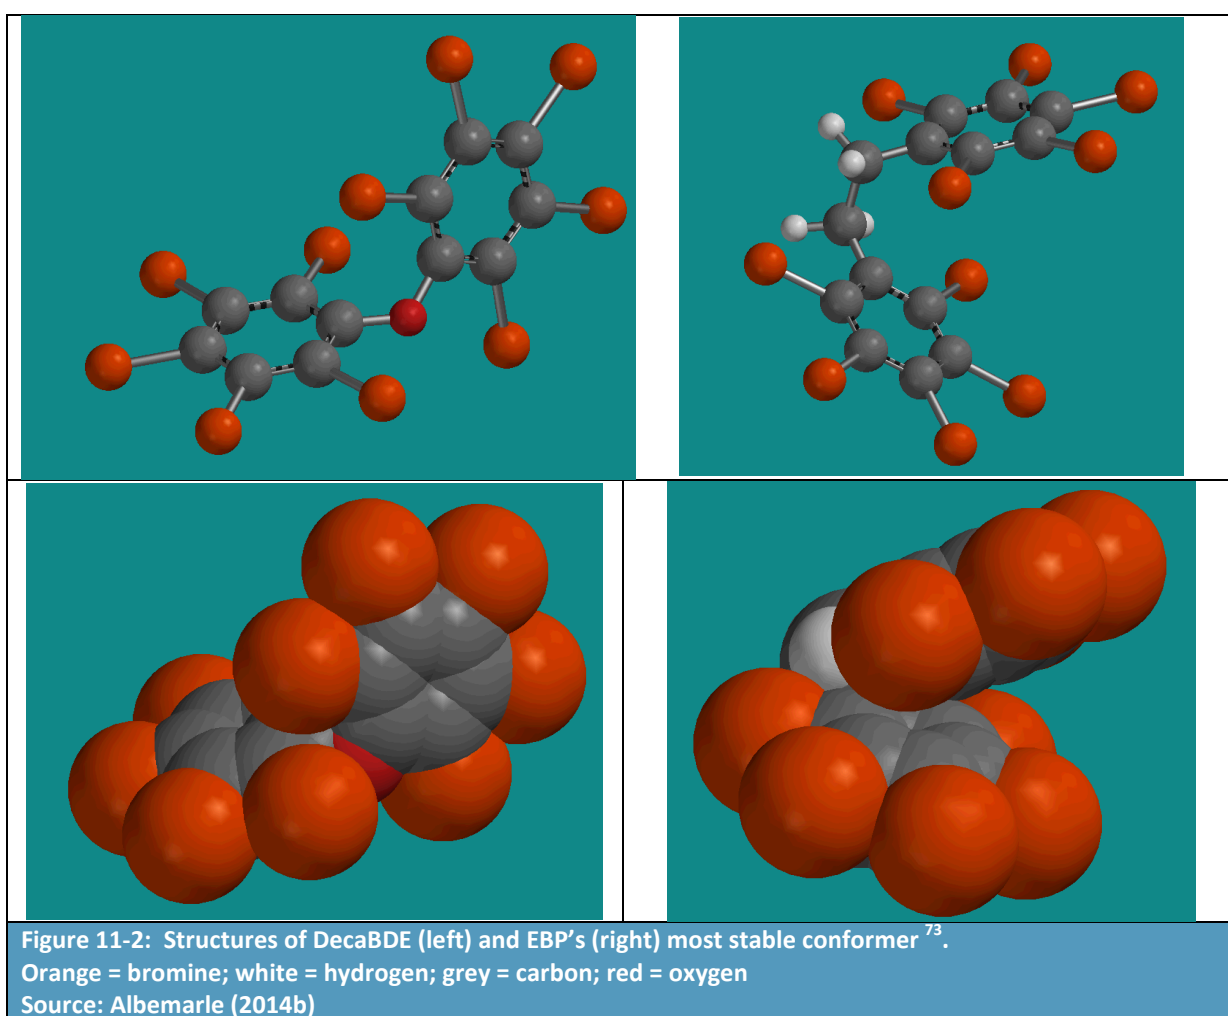 Figure 11-2: Structures of DecaBDE (left) and EBP's (right) most stable conformer 73.
Orange = bromine; white = hydrogen; grey = carbon; red = oxygen
Source: Albemarle (2014b)